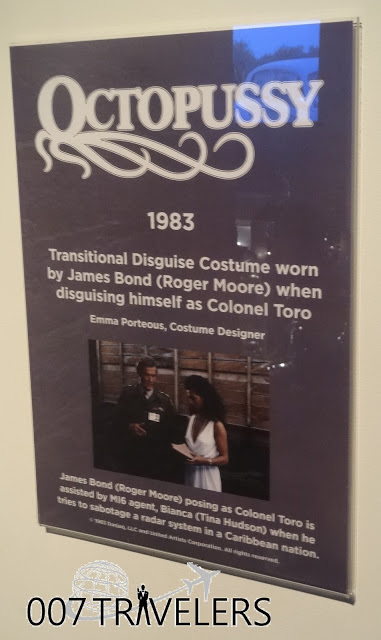 OCTOPUSSY
1983
Transitional Disguise Costume worn
by James Bond (Roger Moore) when
disguising himself as Colonel Toro
Emma Porteous, Costume Designer
James Bond (Roger Moore) posing as Colonel Toro is
assisted by MI6 agent, Bianca (Tina Hudson) when he
tries to sabotage a radar system in a Caribbean nation.
© 1983 Danjaq, LLC and United Artists Corporation. All rights reserved.
007TRAVELERS